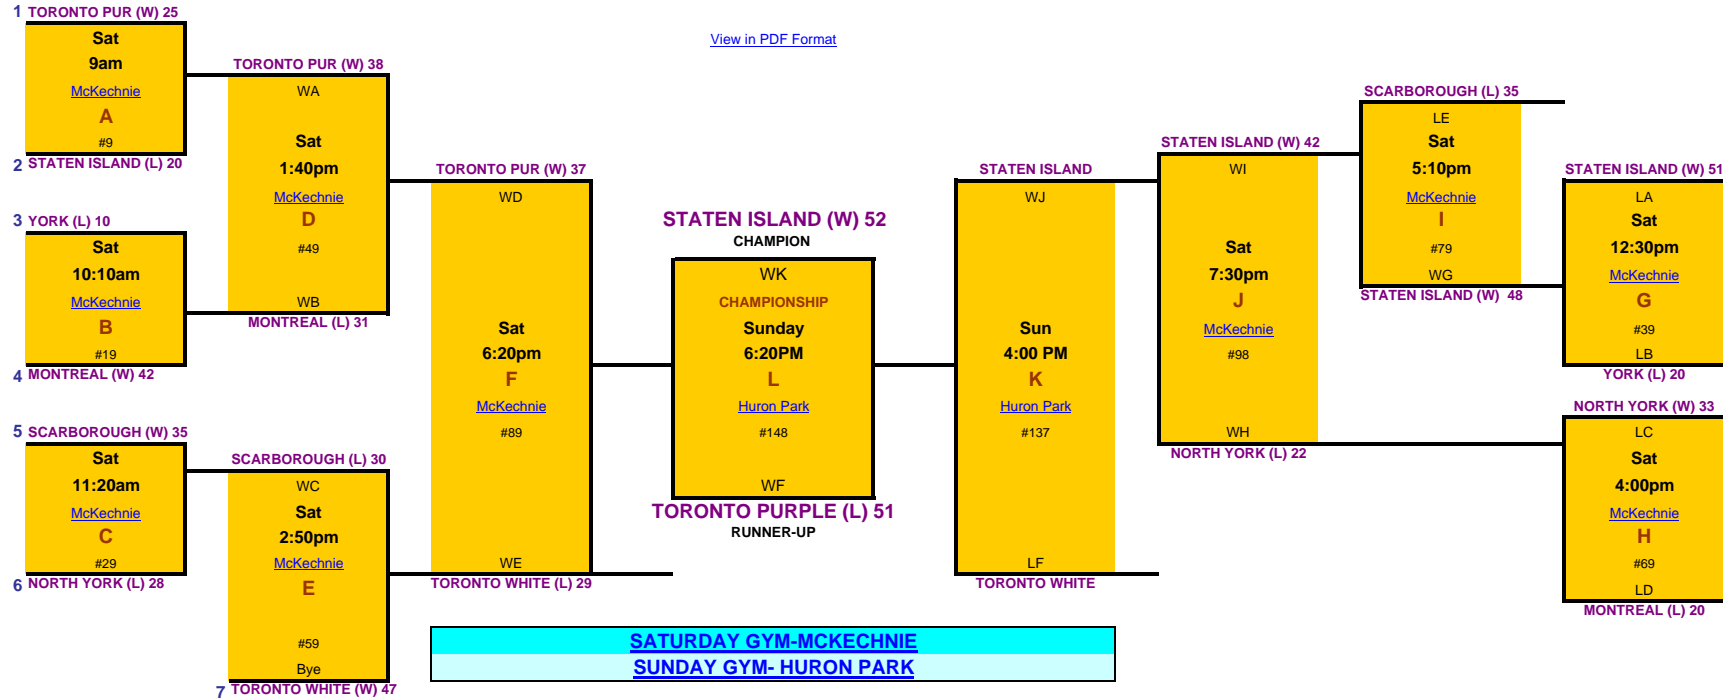 1 TORONTO PUR (W) 25
Sat
9am
McKechnie
A
#9
2 STATEN ISLAND (L) 20
3 YORK (L) 10
Sat
10:10am
McKechnie
B
#19
4 MONTREAL (W) 42
5 SCARBOROUGH (W) 35
Sat
11:20am
McKechnie
C
#29
6 NORTH YORK (L) 28
TORONTO PUR (W) 38
WA
Sat
1:40pm
McKechnie
D
#49
WB
MONTREAL (L) 31
SCARBOROUGH (L) 30
WC
Sat
2:50pm
McKechnie
E
#59
Bye
7 TORONTO WHITE (W) 47
TORONTO PUR (W) 37
WD
Sat
6:20pm
F
McKechnie
#89
WE
TORONTO WHITE (L) 29
View in PDF Format
STATEN ISLAND (W) 52
CHAMPION
WK
CHAMPIONSHIP
Sunday
6:20PM
L
Huron Park
#148
WF
TORONTO PURPLE (L) 51
RUNNER-UP
STATEN ISLAND
WJ
Sun
4:00 PM
K
Huron Park
#137
LF
TORONTO WHITE
STATEN ISLAND (W) 42
WI
Sat
7:30pm
J
McKechnie
#98
WH
NORTH YORK (L) 22
SCARBOROUGH (L) 35
LE
Sat
5:10pm
McKechnie
I
#79
WG
STATEN ISLAND (W) 48
STATEN ISLAND (W) 51
LA
Sat
12:30pm
McKechnie
G
#39
LB
YORK (L) 20
NORTH YORK (W) 33
LC
Sat
4:00pm
McKechnie
H
#69
LD
MONTREAL (L) 20
SATURDAY GYM-MCKECHNIE
SUNDAY GYM- HURON PARK